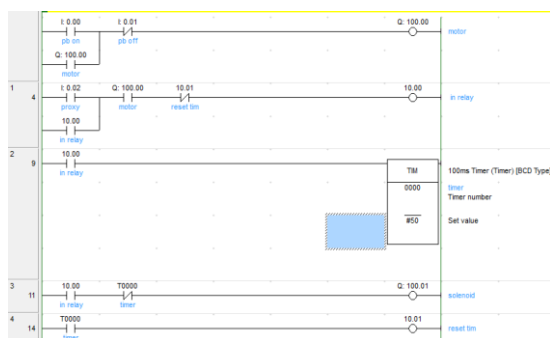 I: 0.00 I: 0.01 Q: 100.00
pb on pb off motor
Q: 100.00
motor
1 4 I: 0.02 Q: 100.00 10.01 10.00
proxy motor reset tim in relay
10.00
in relay
2 9 10.00
in relay
TIM 100ms Timer (Timer) [BCD Type]
0000 timer
Timer number
#50 Set value
3 11 10.00 T0000 Q: 100.01
in relay timer solenoid
4 14 T0000 10.01
timer reset tim